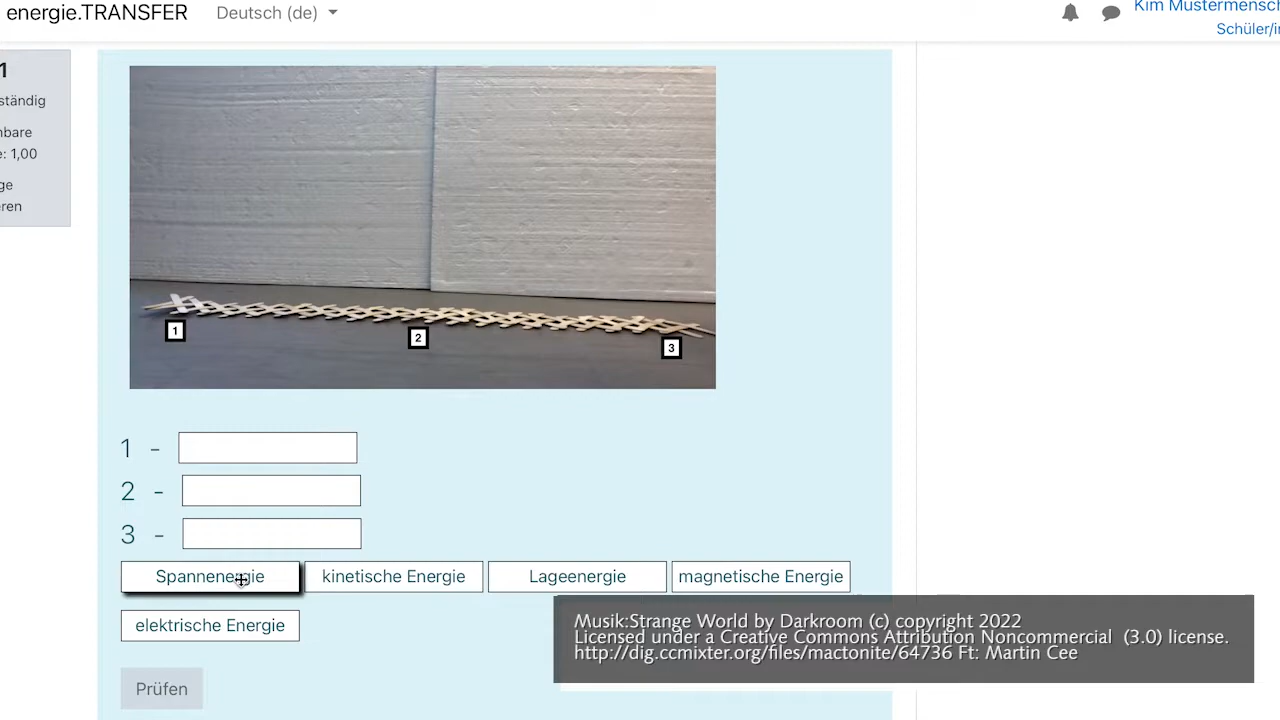 energie.TRANSFER
Deutsch (de)
Kim Mustermensch
Schüler/i
1
ständig
nbare
e: 1,00
ge
eren
1
2
3
1 -
2 -
3 -
Spannenergie
kinetische Energie
Lageenergie
magnetische Energie
elektrische Energie
Prüfen
Musik:Strange World by Darkroom (c) copyright 2022
Licensed under a Creative Commons Attribution Noncommercial (3.0) license.
http://dig.ccmixter.org/files/mactonite/64736 Ft: Martin Cee